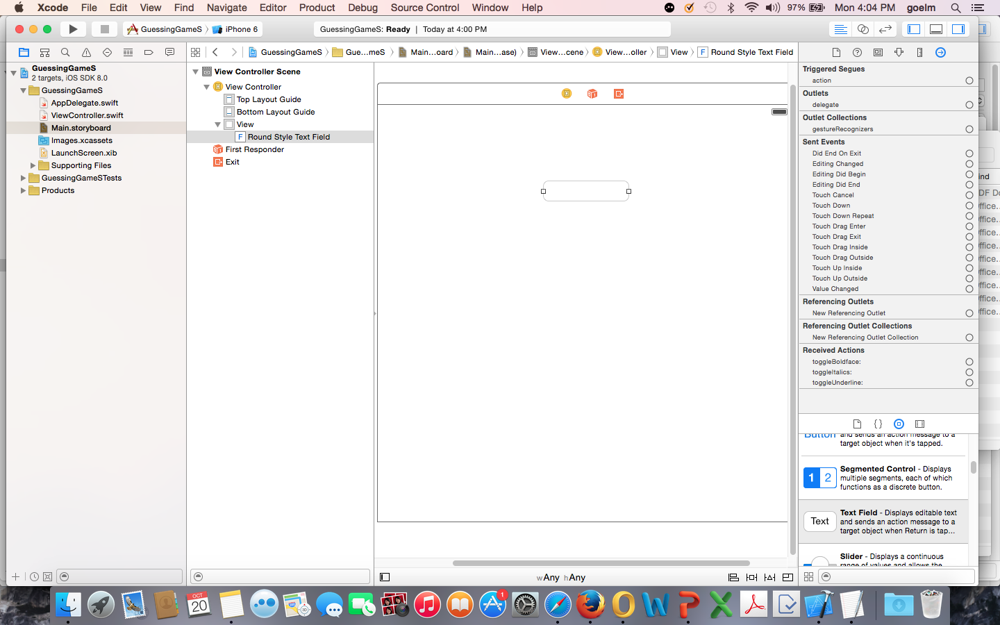 Xcode File Edit View Find Navigate Editor Product Debug Source Control Window Help 97% Mon 4:04 PM goelm
GuessingGameS iPhone 6 GuessingGameS: Ready | Today at 4:00 PM
GuessingGameS Gue...meS Main....oard Main....ase) View...cene View...oller View F Round Style Text Field
GuessingGameS
2 targets, iOS SDK 8.0
GuessingGameS
AppDelegate.swift
ViewController.swift
Main.storyboard
Images.xcassets
LaunchScreen.xib
Supporting Files
GuessingGameSTests
Products
View Controller Scene
View Controller
Top Layout Guide
Bottom Layout Guide
View
F Round Style Text Field
First Responder
Exit
wAny hAny
Triggered Segues
action
Outlets
delegate
Outlet Collections
gestureRecognizers
Sent Events
Did End On Exit
Editing Changed
Editing Did Begin
Editing Did End
Touch Cancel
Touch Down
Touch Down Repeat
Touch Drag Enter
Touch Drag Exit
Touch Drag Inside
Touch Drag Outside
Touch Up Inside
Touch Up Outside
Value Changed
Referencing Outlets
New Referencing Outlet
Referencing Outlet Collections
New Referencing Outlet Collection
Received Actions
toggleBoldface:
toggleItalics:
toggleUnderline:
{}
Button and sends an action message to a
target object when it's tapped.
1 2
Segmented Control - Displays
multiple segments, each of which
functions as a discrete button.
Text
Text Field - Displays editable text
and sends an action message to a
target object when Return is tap...
Slider - Displays a continuous
range of values and allows the
ind
DF Do
ffice...
ffice...
ffice...
ffice...
ffice...
ffice...
ffice...
ffice...
ffice...
OCT
20
1